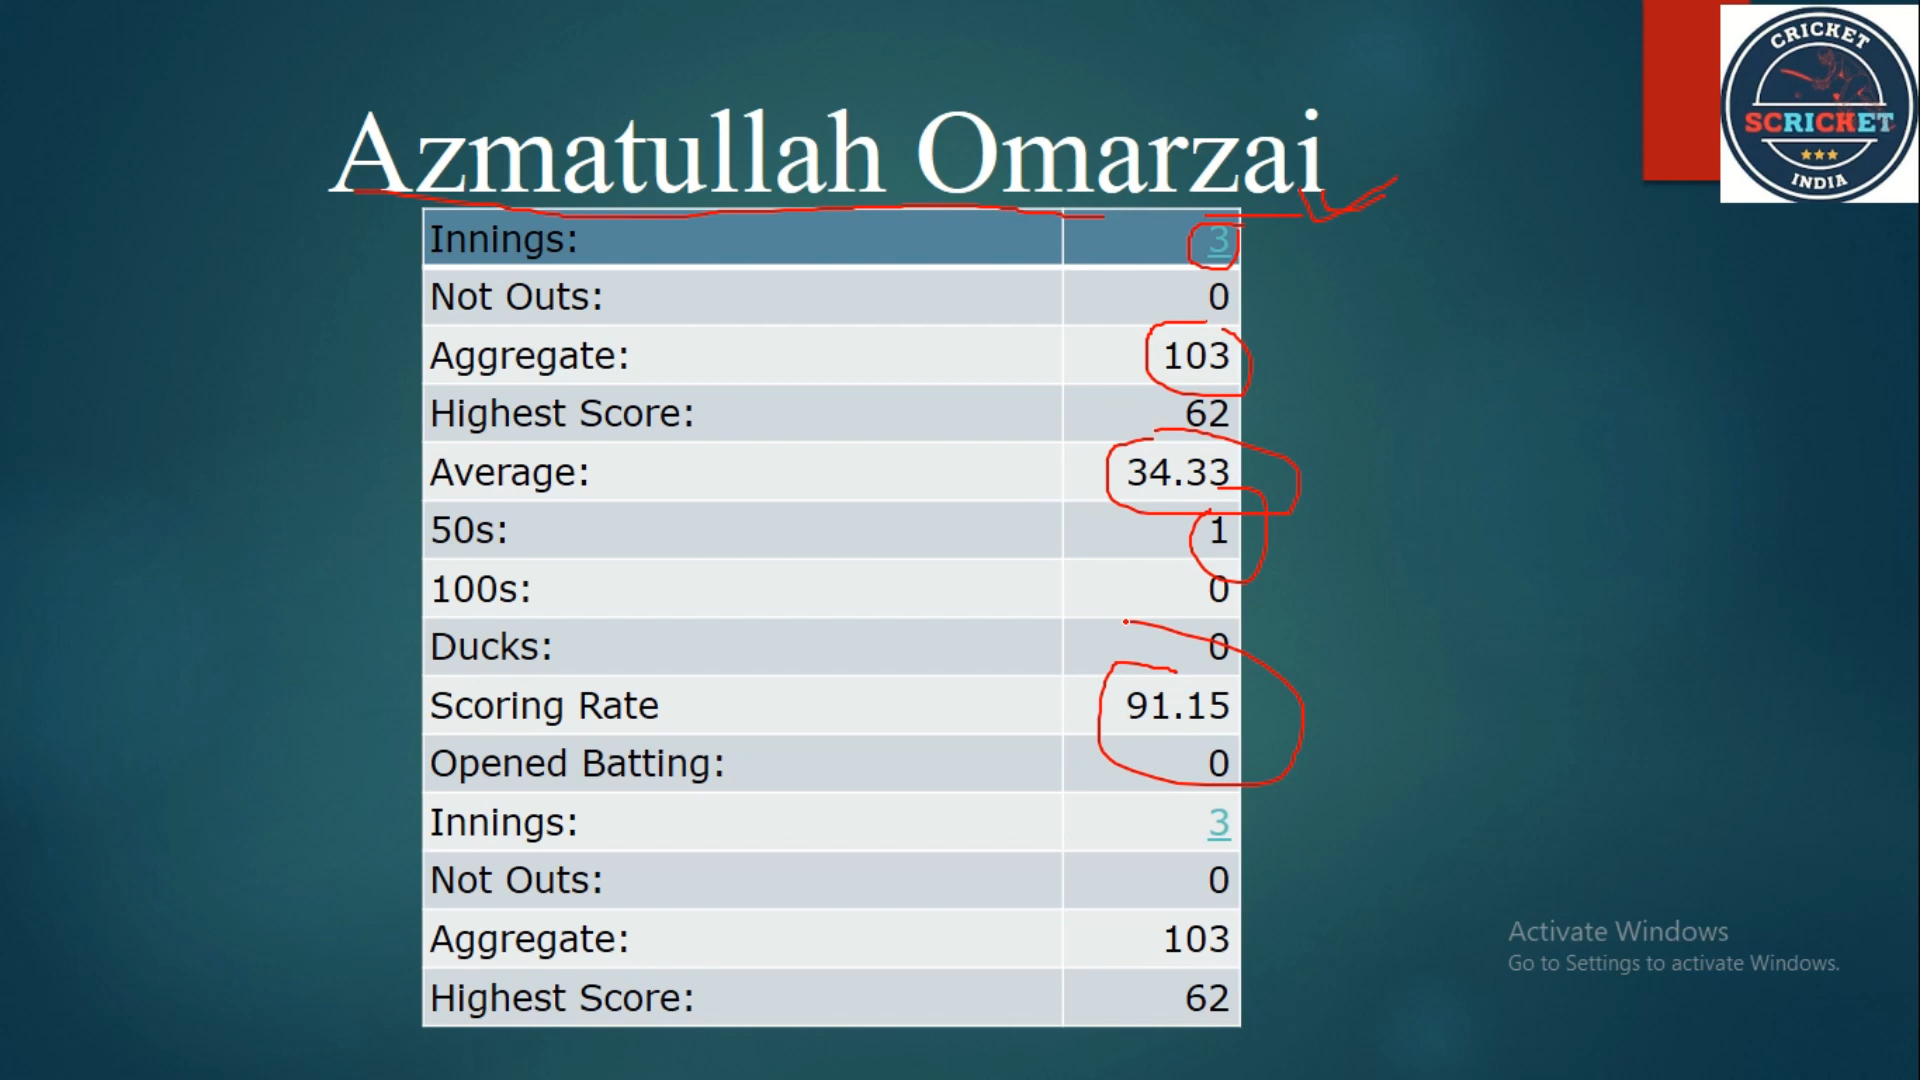 CRICKET
SCRICKET
INDIA
Azmatullah Omarzai
Innings: 3
Not Outs: 0
Aggregate: 103
Highest Score: 62
Average: 34.33
50s: 1
100s: 0
Ducks: 0
Scoring Rate 91.15
Opened Batting: 0
Innings: 3
Not Outs: 0
Aggregate: 103
Highest Score: 62
Activate Windows
Go to Settings to activate Windows.